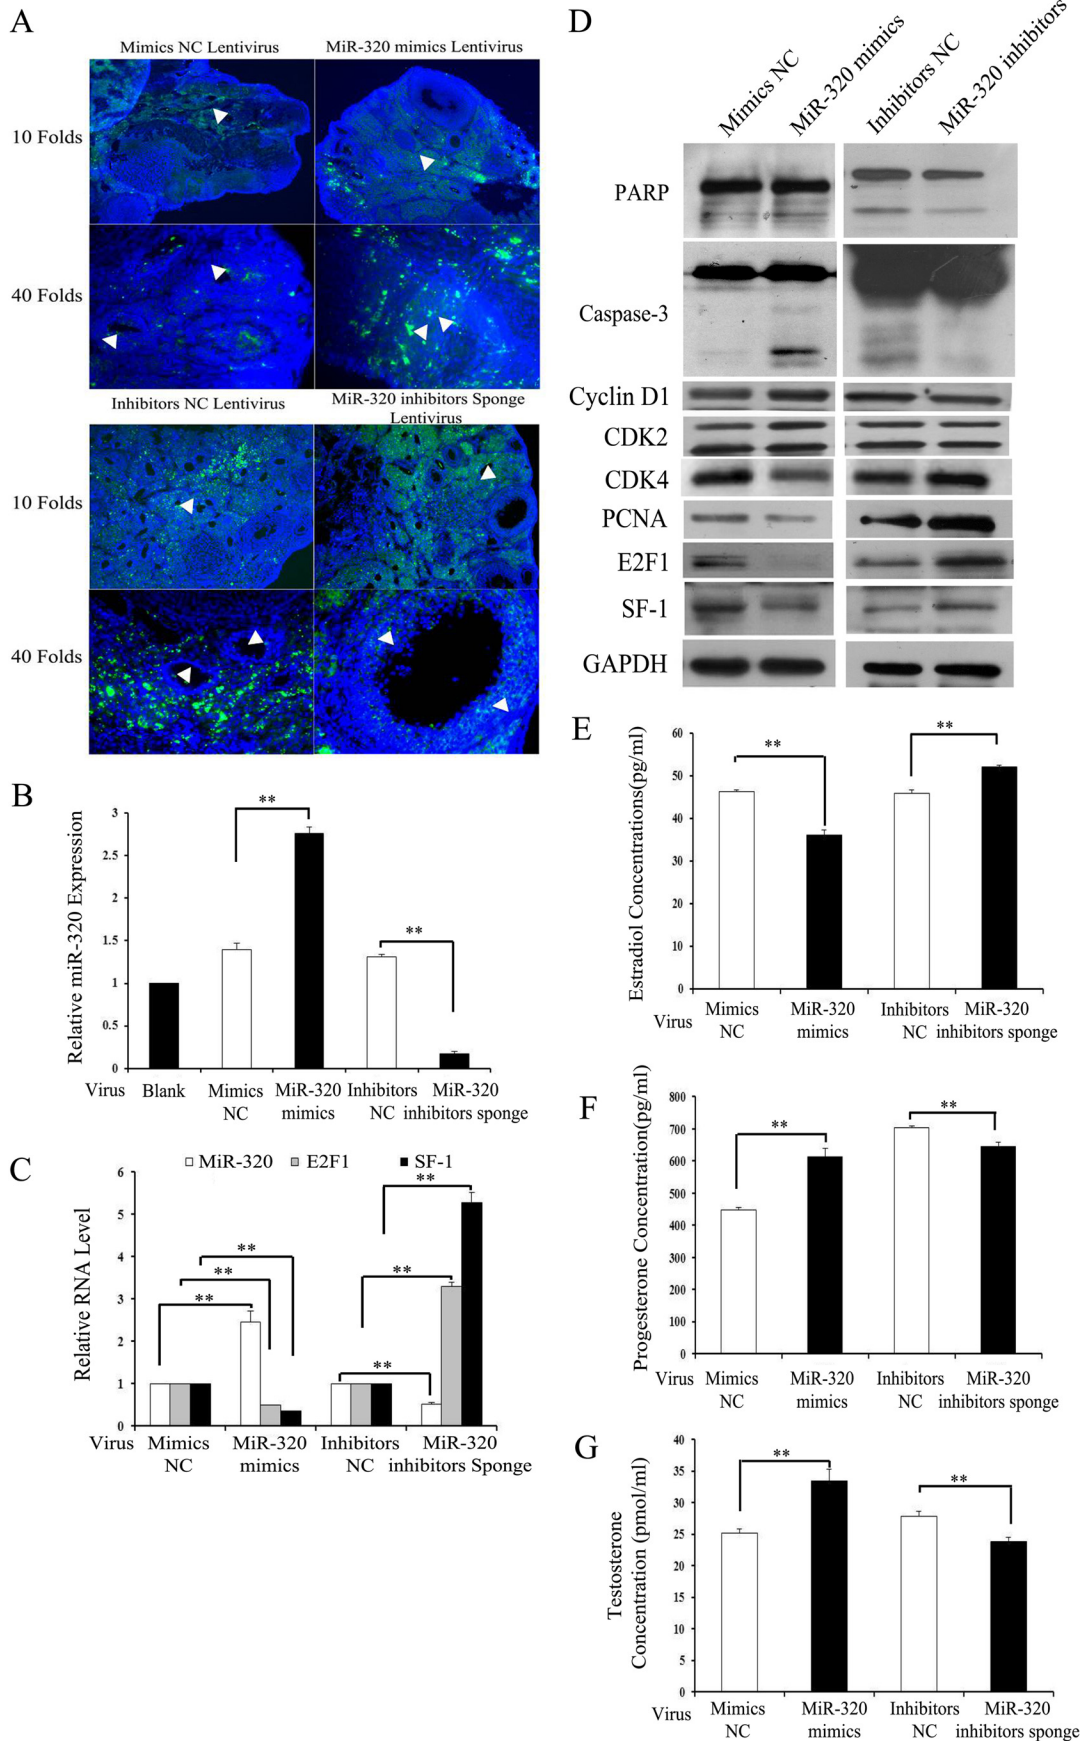 A
Mimics NC Lentivirus
MiR-320 mimics Lentivirus
10 Folds
40 Folds
Inhibitors NC Lentivirus
MiR-320 inhibitors Sponge
Lentivirus
10 Folds
40 Folds
B
Relative miR-320 Expression
3
2.5
2
1.5
1
0.5
0
**
**
Virus
Blank
Mimics
NC
MiR-320
mimics
Inhibitors
NC
MiR-320
inhibitors sponge
C
MiR-320
E2F1
SF-1
Relative RNA Level
6
5
4
3
2
1
0
**
**
**
**
**
**
Virus
Mimics
NC
MiR-320
mimics
Inhibitors
NC
MiR-320
inhibitors Sponge
D
Mimics NC
MiR-320 mimics
Inhibitors NC
MiR-320 inhibitors
PARP
Caspase-3
Cyclin D1
CDK2
CDK4
PCNA
E2F1
SF-1
GAPDH
E
Estradiol Concentrations(pg/ml)
60
50
40
30
20
10
0
**
**
Virus
Mimics
NC
MiR-320
mimics
Inhibitors
NC
MiR-320
inhibitors sponge
F
Progesterone Concentration(pg/ml)
800
700
600
500
400
300
200
100
0
**
**
Virus
Mimics
NC
MiR-320
mimics
Inhibitors
NC
MiR-320
inhibitors sponge
G
Testosterone
Concentration (pmol/ml)
40
35
30
25
20
15
10
5
0
**
**
Virus
Mimics
NC
MiR-320
mimics
Inhibitors
NC
MiR-320
inhibitors sponge